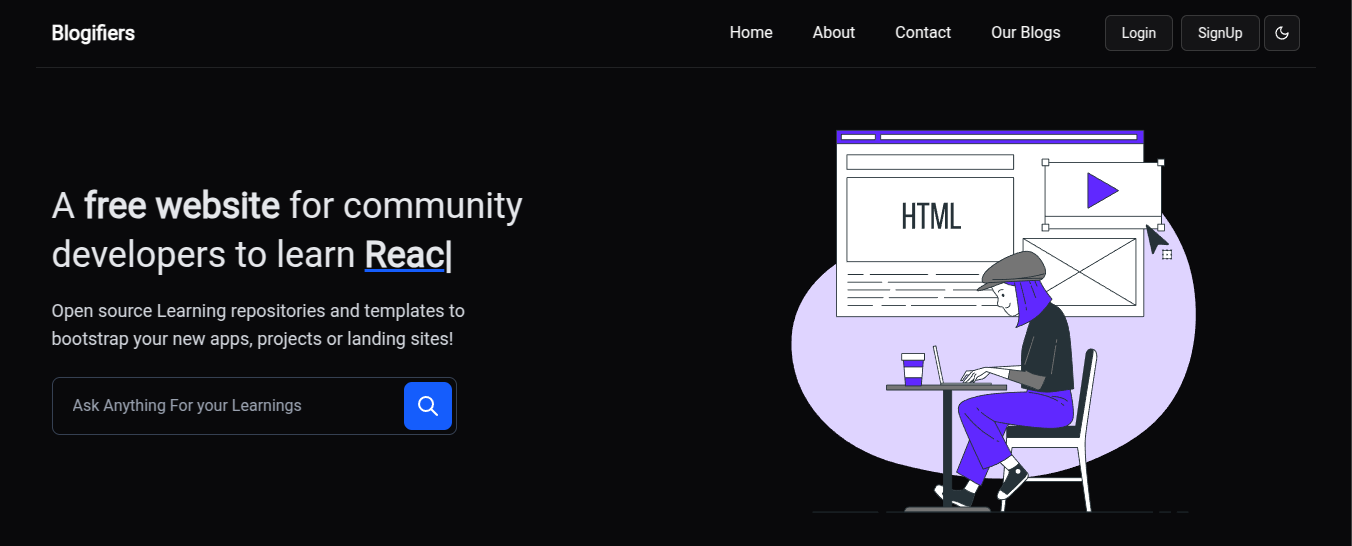 Blogifiers
Home About Contact Our Blogs Login SignUp
A free website for community
developers to learn Reac|
Open source Learning repositories and templates to
bootstrap your new apps, projects or landing sites!
Ask Anything For your Learnings
HTML